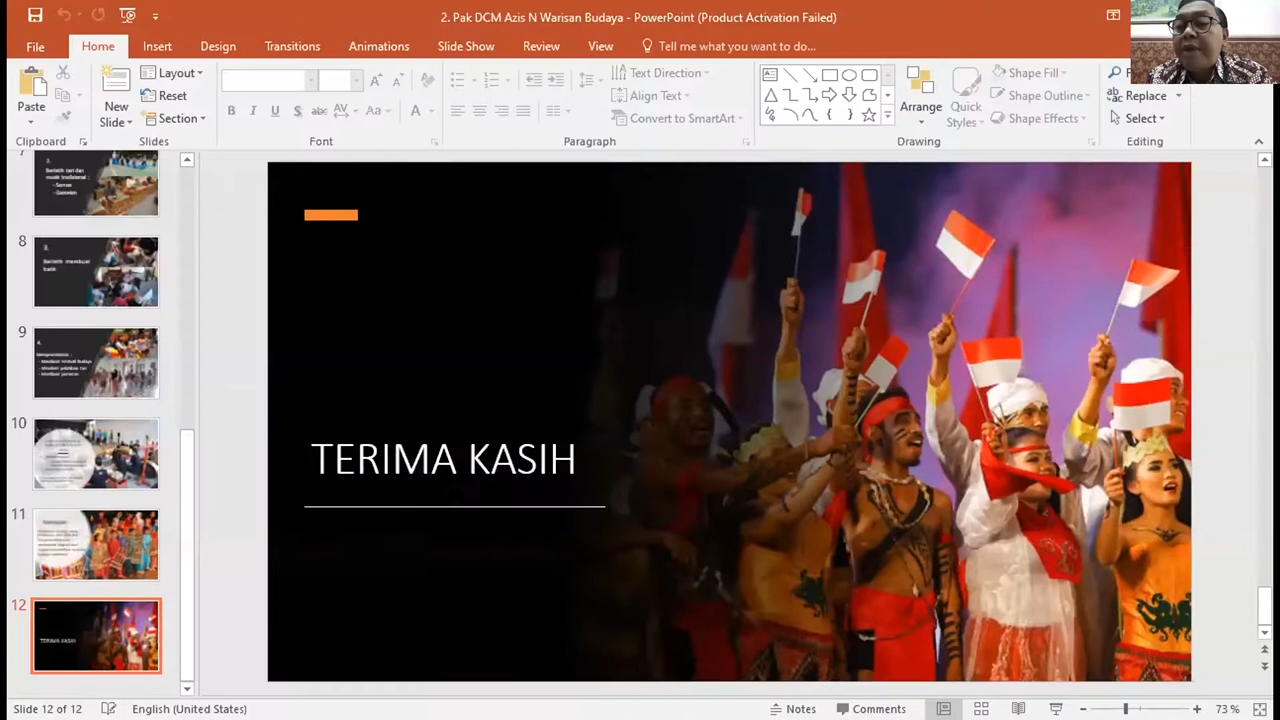 2. Pak DCM Azis N Warisan Budaya - PowerPoint (Product Activation Failed)
File Home Insert Design Transitions Animations Slide Show Review View Tell me what you want to do...
Paste
New Slide
Layout
Reset
Section
Text Direction
Align Text
Convert to SmartArt
Arrange
Quick Styles
Shape Fill
Shape Outline
Shape Effects
Replace
Select
Clipboard Slides Font Paragraph Drawing Editing
7
8
9
10
11
12
TERIMA KASIH
Slide 12 of 12 English (United States) Notes Comments 73 %